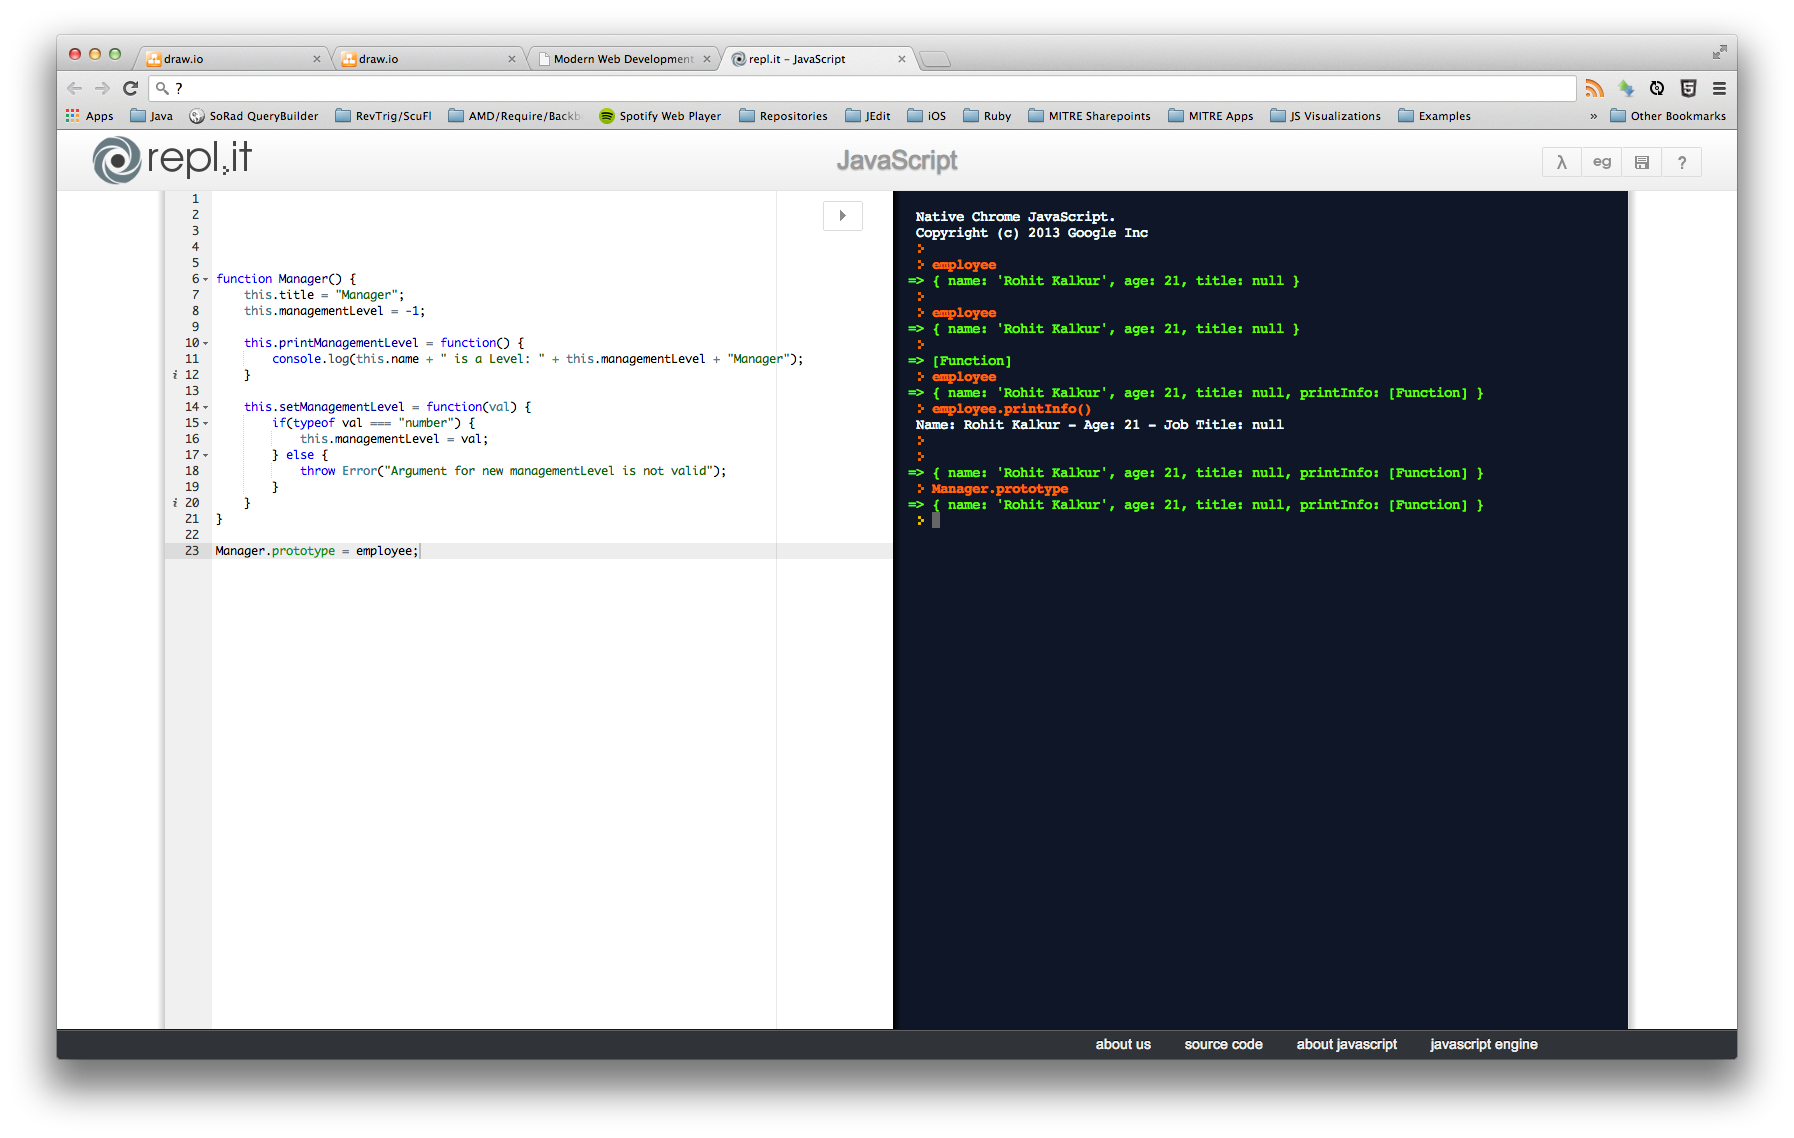 draw.io
draw.io
Modern Web Development
repl.it – JavaScript
?
Apps
Java
SoRad QueryBuilder
RevTrig/ScuFl
AMD/Require/Backb
Spotify Web Player
Repositories
JEdit
iOS
Ruby
MITRE Sharepoints
MITRE Apps
JS Visualizations
Examples
»
Other Bookmarks
repl.it
JavaScript
λ
eg
?
1
2
3
4
5
6 function Manager() {
7     this.title = "Manager";
8     this.managementLevel = -1;
9
10     this.printManagementLevel = function() {
11         console.log(this.name + " is a Level: " + this.managementLevel + "Manager");
i 12     }
13
14     this.setManagementLevel = function(val) {
15         if(typeof val === "number") {
16             this.managementLevel = val;
17         } else {
18             throw Error("Argument for new managementLevel is not valid");
19         }
i 20     }
21 }
22
23 Manager.prototype = employee;
Native Chrome JavaScript.
Copyright (c) 2013 Google Inc
>
> employee
=> { name: 'Rohit Kalkur', age: 21, title: null }
>
> employee
=> { name: 'Rohit Kalkur', age: 21, title: null }
>
=> [Function]
> employee
=> { name: 'Rohit Kalkur', age: 21, title: null, printInfo: [Function] }
> employee.printInfo()
Name: Rohit Kalkur – Age: 21 – Job Title: null
>
>
=> { name: 'Rohit Kalkur', age: 21, title: null, printInfo: [Function] }
> Manager.prototype
=> { name: 'Rohit Kalkur', age: 21, title: null, printInfo: [Function] }
>
about us
source code
about javascript
javascript engine